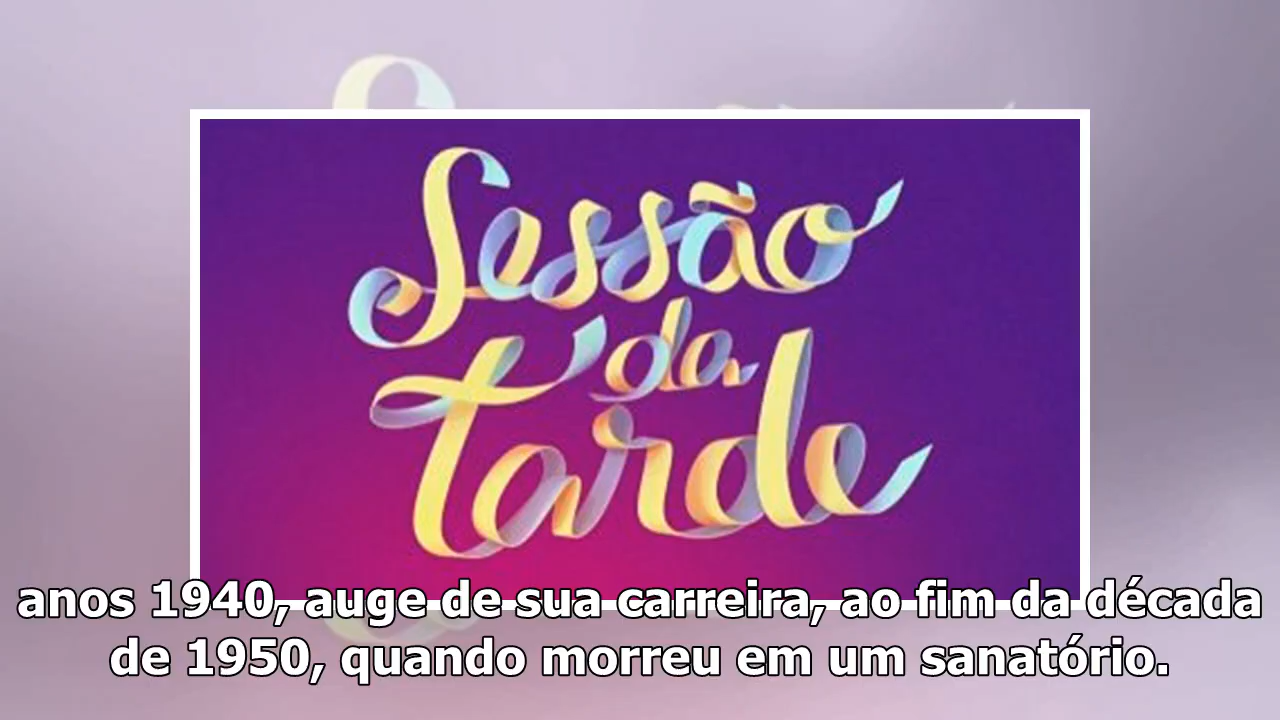 Sessão
da
Tarde
anos 1940, auge de sua carreira, ao fim da década
de 1950, quando morreu em um sanatório.